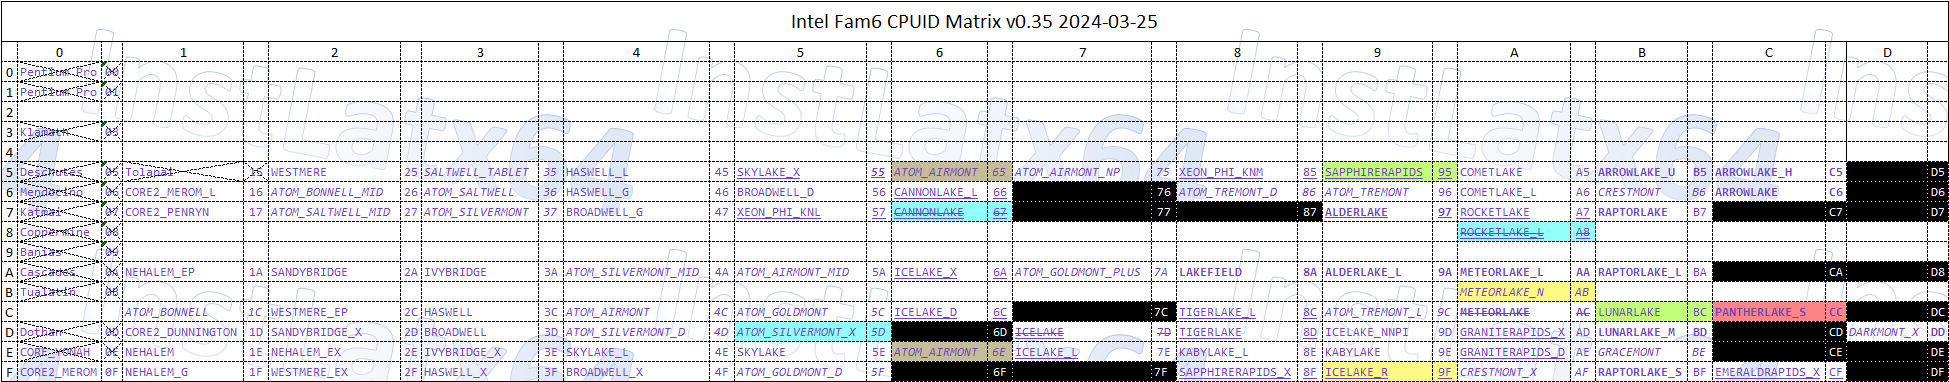 Intel Fam6 CPUID Matrix v0.35 2024-03-25
0 1 2 3 4 5 6 7 8 9 A B C D
0 Pentium Pro 00
1 Pentium Pro 01
2
3 Klamath 03
4
5 Deschutes 05 Tolapai 15 WESTMERE 25 SALTWELL_TABLET 35 HASWELL_L 45 SKYLAKE_X 55 ATOM_AIRMONT 65 ATOM_AIRMONT_NP 75 XEON_PHI_KNM 85 SAPPHIRERAPIDS 95 COMETLAKE A5 ARROWLAKE_U B5 ARROWLAKE_H C5 D5
6 Mendocino 06 CORE2_MEROM_L 16 ATOM_BONNELL_MID 26 ATOM_SALTWELL 36 HASWELL_G 46 BROADWELL_D 56 CANNONLAKE_L 66 76 ATOM_TREMONT_D 86 ATOM_TREMONT 96 COMETLAKE_L A6 CRESTMONT B6 ARROWLAKE C6 D6
7 Katmai 07 CORE2_PENRYN 17 ATOM_SALTWELL_MID 27 ATOM_SILVERMONT 37 BROADWELL_G 47 XEON_PHI_KNL 57 CANNONLAKE 67 77 87 ALDERLAKE 97 ROCKETLAKE A7 RAPTORLAKE B7 C7 D7
8 Coppermine 08 ROCKETLAKE_L A8
9 Banias 09
A Cascades 0A NEHALEM_EP 1A SANDYBRIDGE 2A IVYBRIDGE 3A ATOM_SILVERMONT_MID 4A ATOM_AIRMONT_MID 5A ICELAKE_X 6A ATOM_GOLDMONT_PLUS 7A LAKEFIELD 8A ALDERLAKE_L 9A METEORLAKE_L AA RAPTORLAKE_L BA CA D8
B Tualatin 0B METEORLAKE_N AB
C ATOM_BONNELL 1C WESTMERE_EP 2C HASWELL 3C ATOM_AIRMONT 4C ATOM_GOLDMONT 5C ICELAKE_D 6C 7C TIGERLAKE_L 8C ATOM_TREMONT_L 9C METEORLAKE AC LUNARLAKE BC PANTHERLAKE_S CC DC
D Dothan 0D CORE2_DUNNINGTON 1D SANDYBRIDGE_X 2D BROADWELL 3D ATOM_SILVERMONT_D 4D ATOM_SILVERMONT_X 5D 6D ICELAKE 7D TIGERLAKE 8D ICELAKE_NNPI 9D GRANITERAPIDS_X AD LUNARLAKE_M BD CD DARKMONT_X DD
E CORE_YONAH 0E NEHALEM 1E NEHALEM_EX 2E IVYBRIDGE_X 3E SKYLAKE_L 4E SKYLAKE 5E ATOM_AIRMONT 6E ICELAKE_L 7E KABYLAKE_L 8E KABYLAKE 9E GRANITERAPIDS_D AE GRACEMONT BE CE DE
F CORE2_MEROM 0F NEHALEM_G 1F WESTMERE_EX 2F HASWELL_X 3F BROADWELL_X 4F ATOM_GOLDMONT_D 5F 6F 7F SAPPHIRERAPIDS_X 8F ICELAKE_R 9F CRESTMONT_X AF RAPTORLAKE_S BF EMERALDRAPIDS_X CF DF
InstLatx64